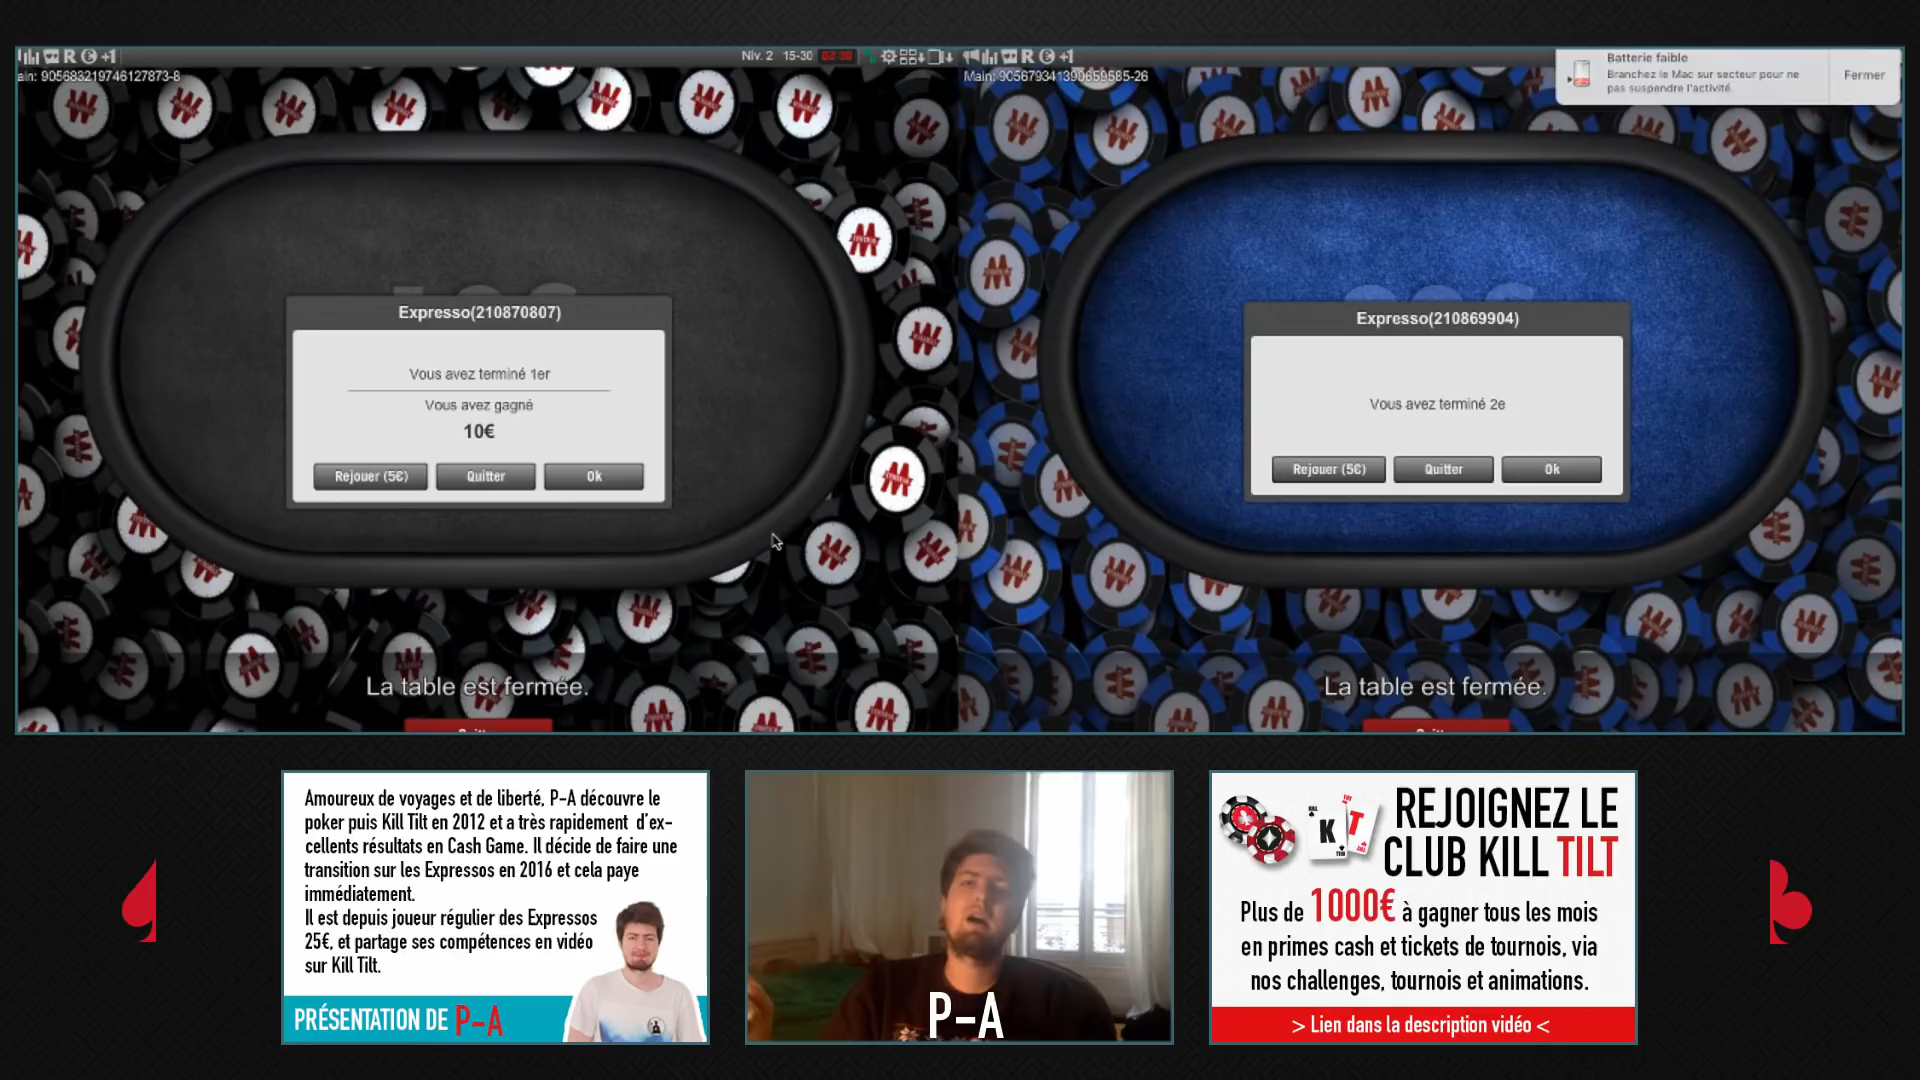 R
+1
Niv. 2 15-30
R
+1
ain: 905683219746127873-8
Main: 905679341390659585-26
Batterie faible
Branchez le Mac sur secteur pour ne
pas suspendre l'activité.
Fermer
Expresso(210870807)
Vous avez terminé 1er
Vous avez gagné
10€
Rejouer (5€) Quitter Ok
Expresso(210869904)
Vous avez terminé 2e
Rejouer (5€) Quitter Ok
La table est fermée.
La table est fermée.
Amoureux de voyages et de liberté, P-A découvre le
poker puis Kill Tilt en 2012 et a très rapidement d'ex-
cellents résultats en Cash Game. Il décide de faire une
transition sur les Expressos en 2016 et cela paye
immédiatement.
Il est depuis joueur régulier des Expressos
25€, et partage ses compétences en vidéo
sur Kill Tilt.
PRÉSENTATION DE P-A
P-A
K
T
REJOIGNEZ LE
CLUB KILL TILT
Plus de 1000€ à gagner tous les mois
en primes cash et tickets de tournois, via
nos challenges, tournois et animations.
> Lien dans la description vidéo <